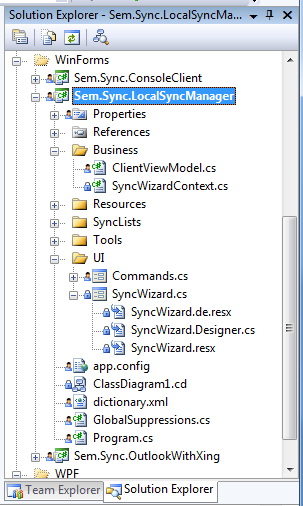 Solution Explorer - Sem.Sync.LocalSyncMa...
WinForms
Sem.Sync.ConsoleClient
Sem.Sync.LocalSyncManager
Properties
References
Business
ClientViewModel.cs
SyncWizardContext.cs
Resources
SyncLists
Tools
UI
Commands.cs
SyncWizard.cs
SyncWizard.de.resx
SyncWizard.Designer.cs
SyncWizard.resx
app.config
ClassDiagram1.cd
dictionary.xml
GlobalSuppressions.cs
Program.cs
Sem.Sync.OutlookWithXing
WPF
Team Explorer Solution Explorer